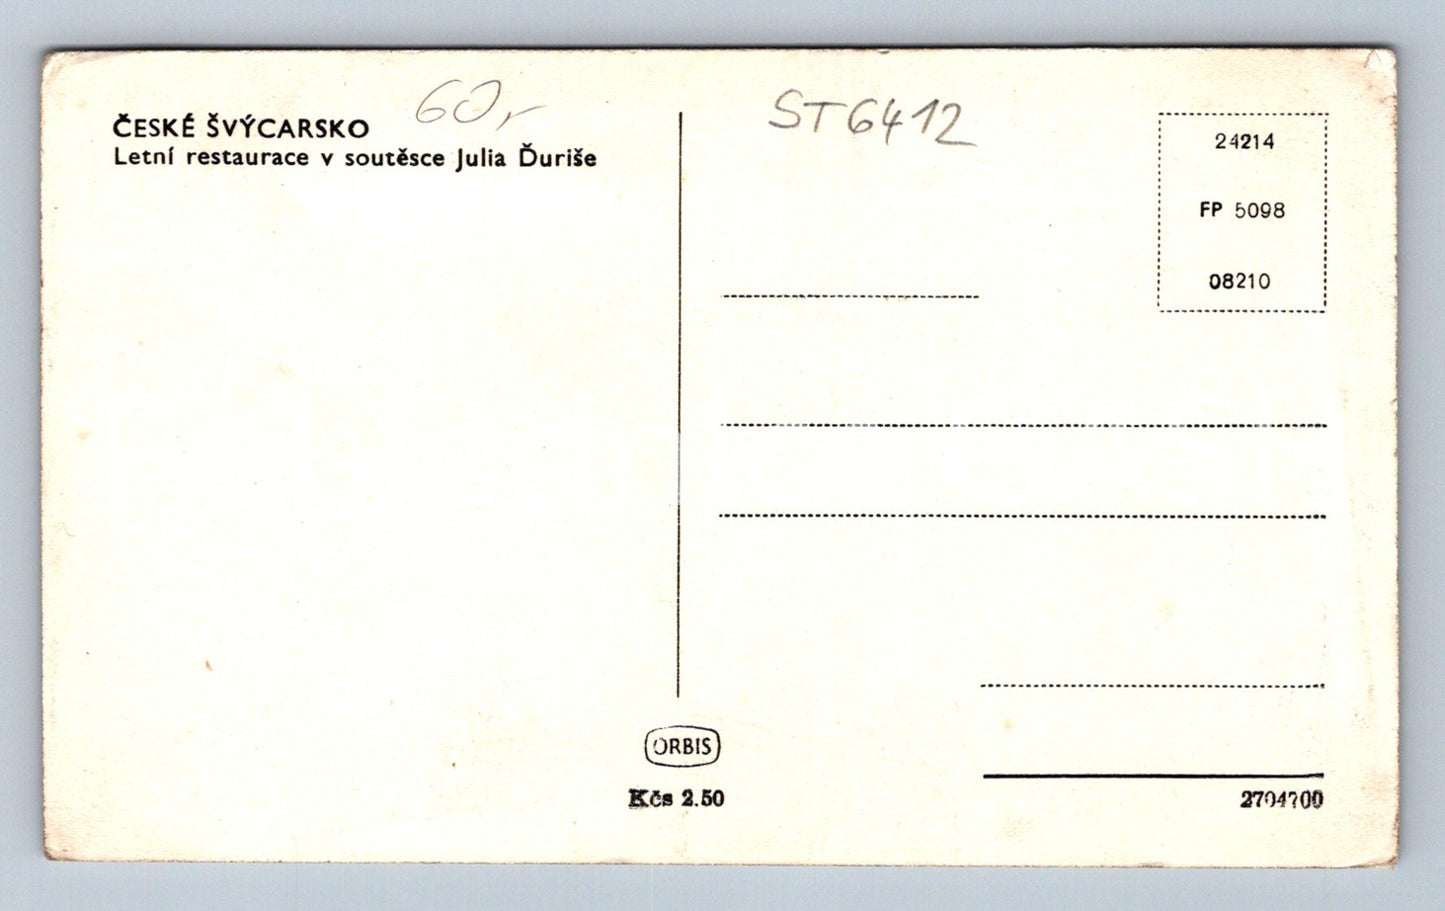 ČESKÉ ŠVÝCARSKO
Letní restaurace v soutěsce Julia Ďuriše
60,-
ST6412
24214
FP 5098
08210
ORBIS
Kčs 2.50
2704700